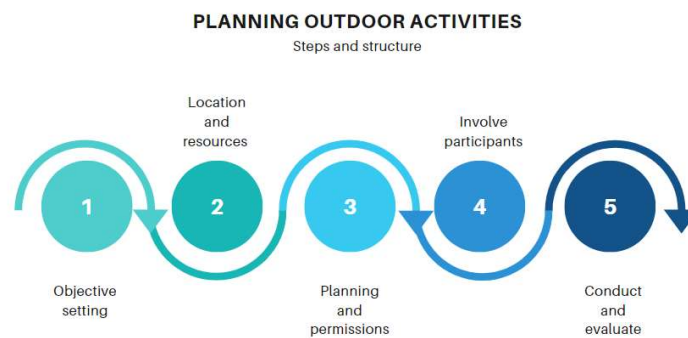 PLANNING OUTDOOR ACTIVITIES
Steps and structure
1
Objective
setting
Location
and
resources
2
3
Planning
and
permissions
Involve
participants
4
5
Conduct
and
evaluate